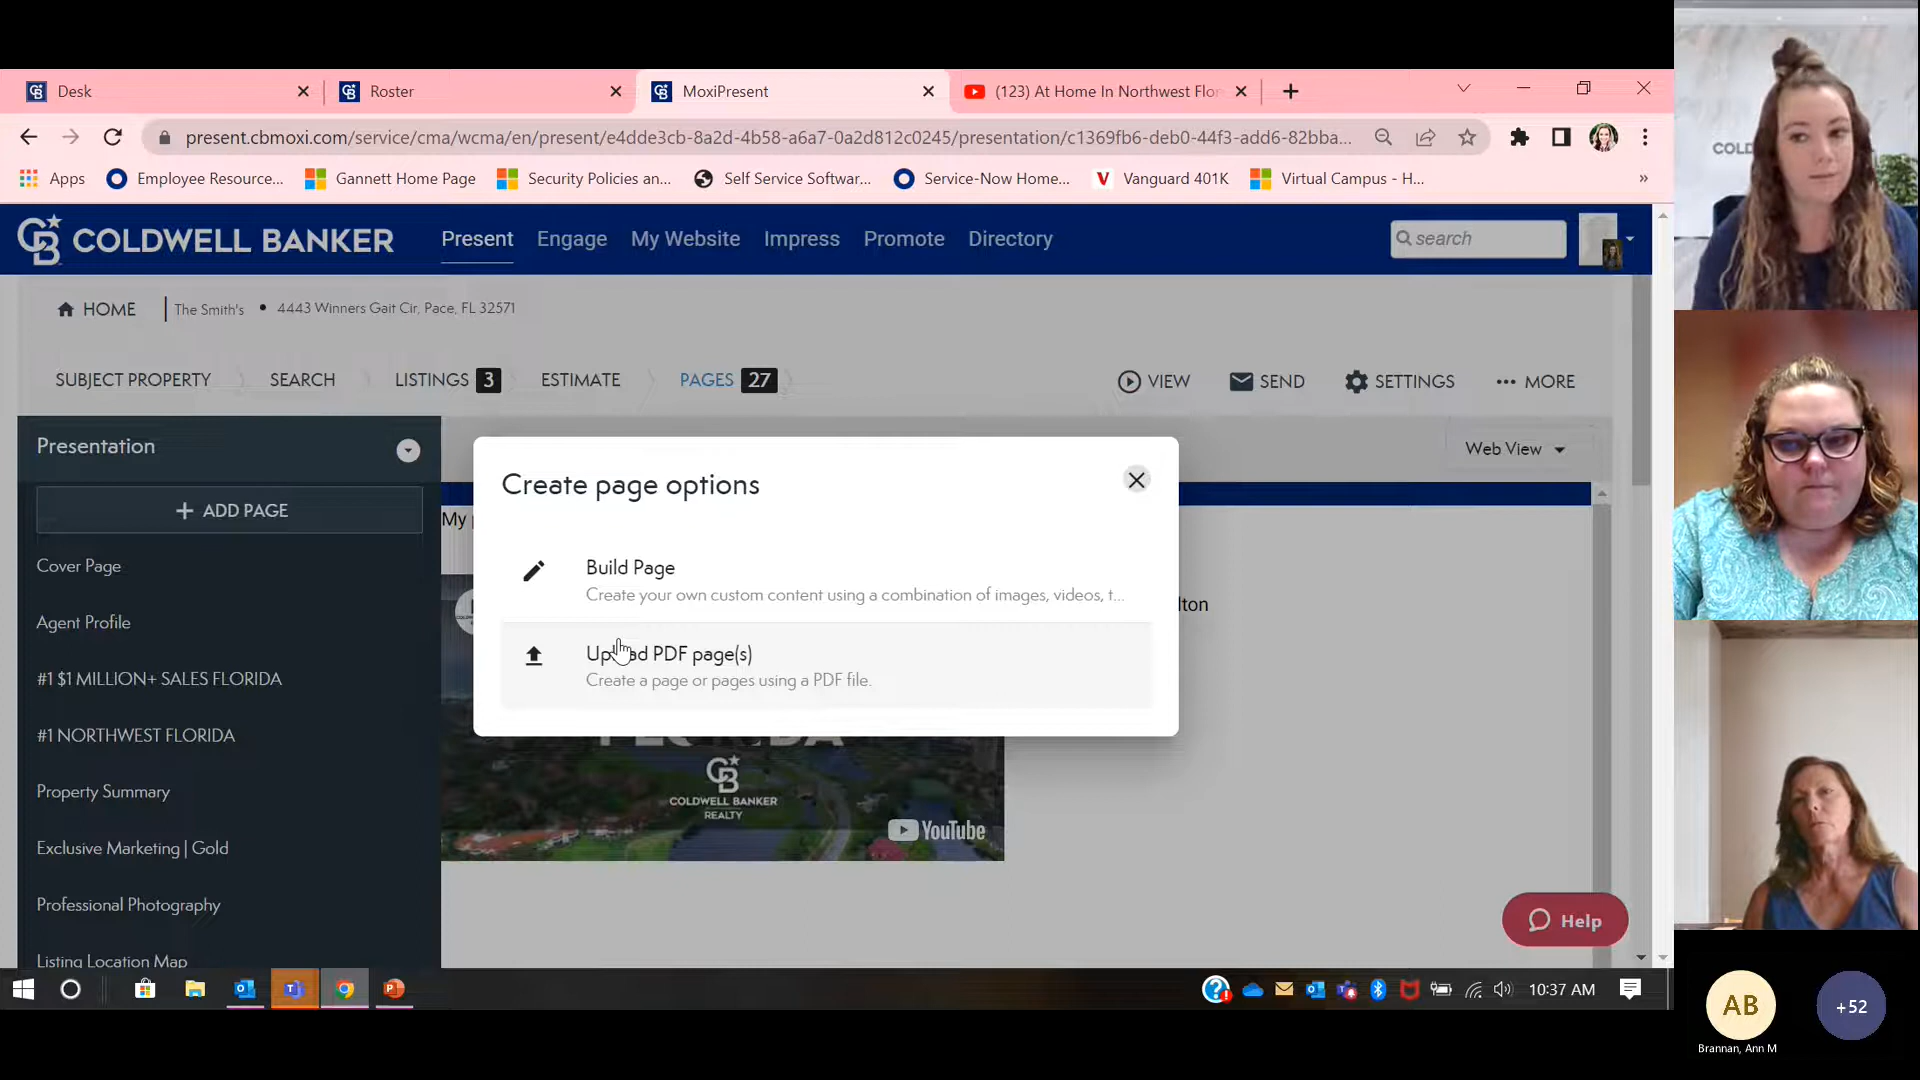 Desk
Roster
MoxiPresent
(123) At Home In Northwest Flo
present.cbmoxi.com/service/cma/wcma/en/present/e4dde3cb-8a2d-4b58-a6a7-0a2d812c0245/presentation/c1369fb6-deb0-44f3-add6-82bba...
Apps
Employee Resource...
Gannett Home Page
Security Policies an...
Self Service Softwar...
Service-Now Home...
Vanguard 401K
Virtual Campus - H...
»
COLDWELL BANKER
Present
Engage
My Website
Impress
Promote
Directory
search
HOME
The Smith's • 4443 Winners Gait Cir, Pace, FL 32571
SUBJECT PROPERTY
SEARCH
LISTINGS 3
ESTIMATE
PAGES 27
VIEW
SEND
SETTINGS
••• MORE
Presentation
Web View
+ ADD PAGE
Cover Page
Agent Profile
#1 $1 MILLION+ SALES FLORIDA
#1 NORTHWEST FLORIDA
Property Summary
Exclusive Marketing | Gold
Professional Photography
Listing Location Map
My
Create page options
Build Page
Create your own custom content using a combination of images, videos, t...
Upload PDF page(s)
Create a page or pages using a PDF file.
lton
COLDWELL BANKER
REALTY
YouTube
Help
10:37 AM
COLD
AB
Brannan, Ann M
+52